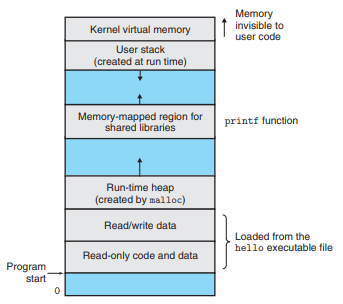 Memory
invisible to
user code
Kernel virtual memory
User stack
(created at run time)
Memory-mapped region for
shared libraries
printf function
Run-time heap
(created by malloc)
Read/write data
Loaded from the
hello executable file
Read-only code and data
Program
start
0